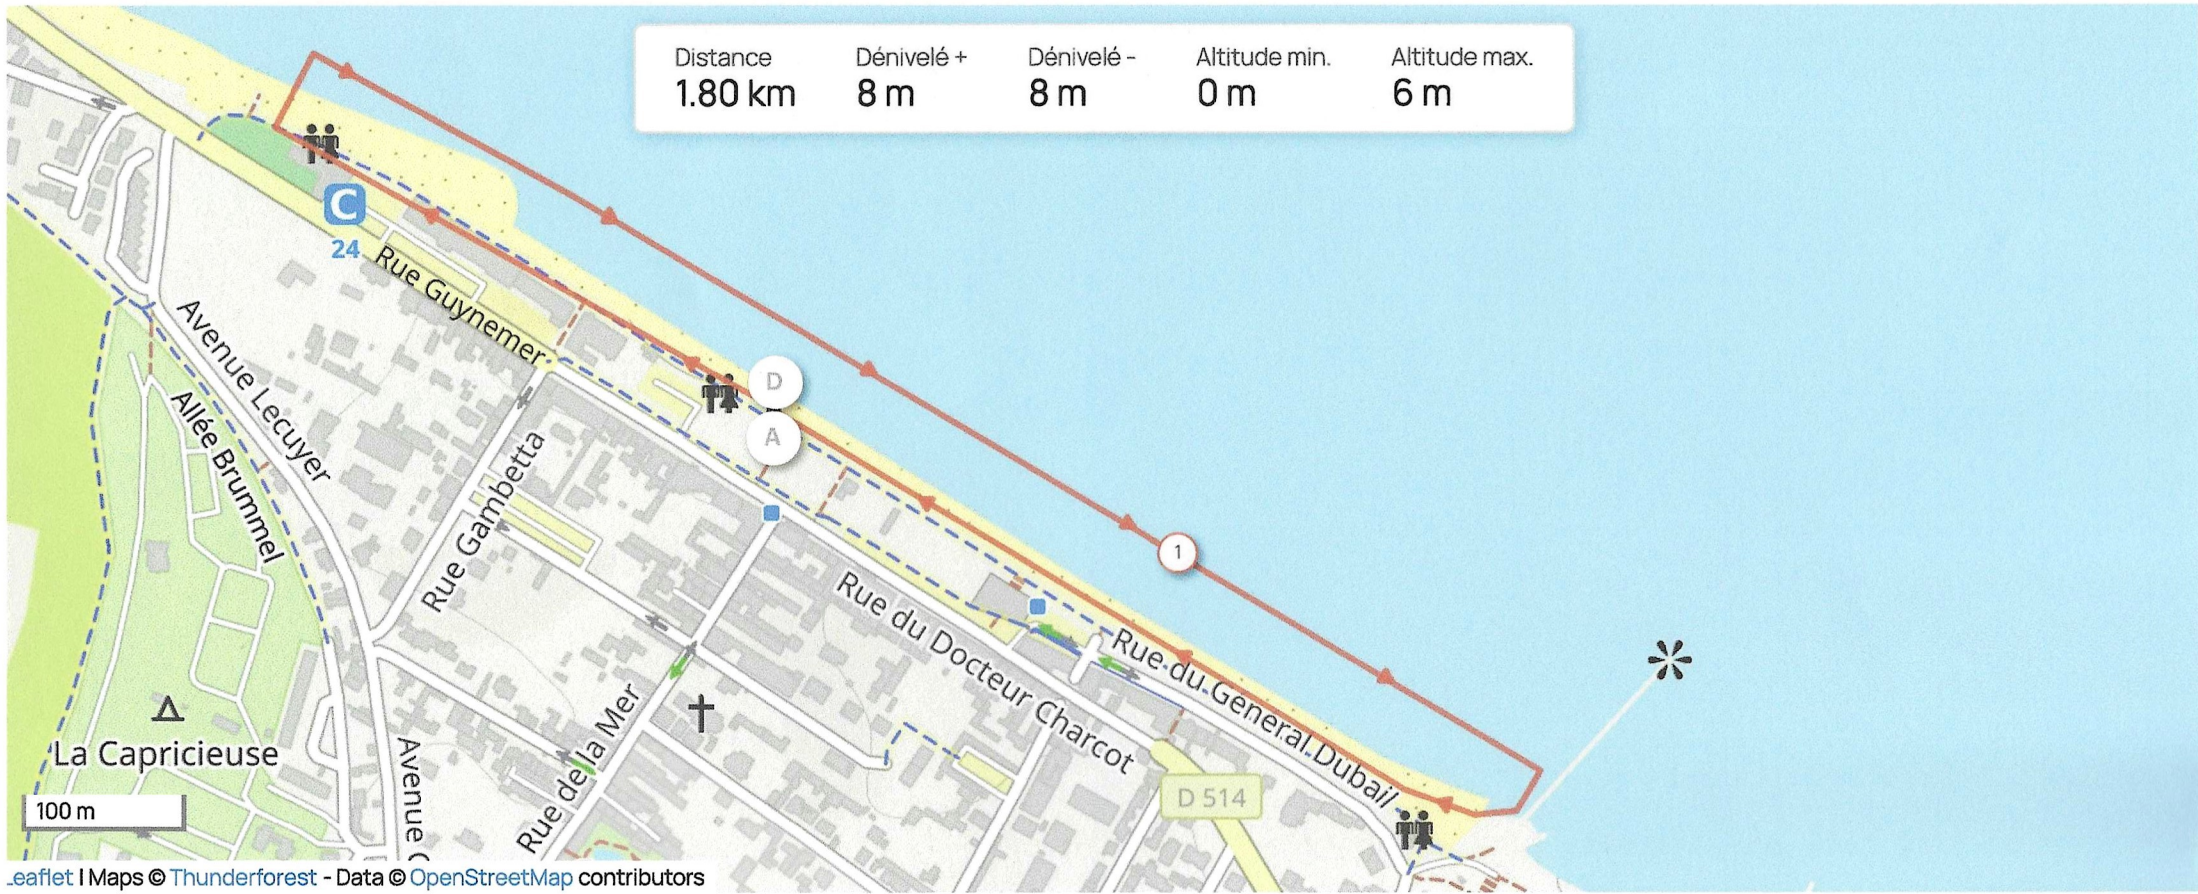 Distance
1.80 km
Dénivelé +
8 m
Dénivelé -
8 m
Altitude min.
0 m
Altitude max.
6 m
C
24
Rue Guynemer
Avenue Lecuyer
Allée Brummel
Rue Gambetta
D
A
1
Rue du Docteur Charcot
Rue du General Dubail
Rue de la Mer
La Capricieuse
Avenue
D 514
100 m
eaflet | Maps © Thunderforest - Data © OpenStreetMap contributors